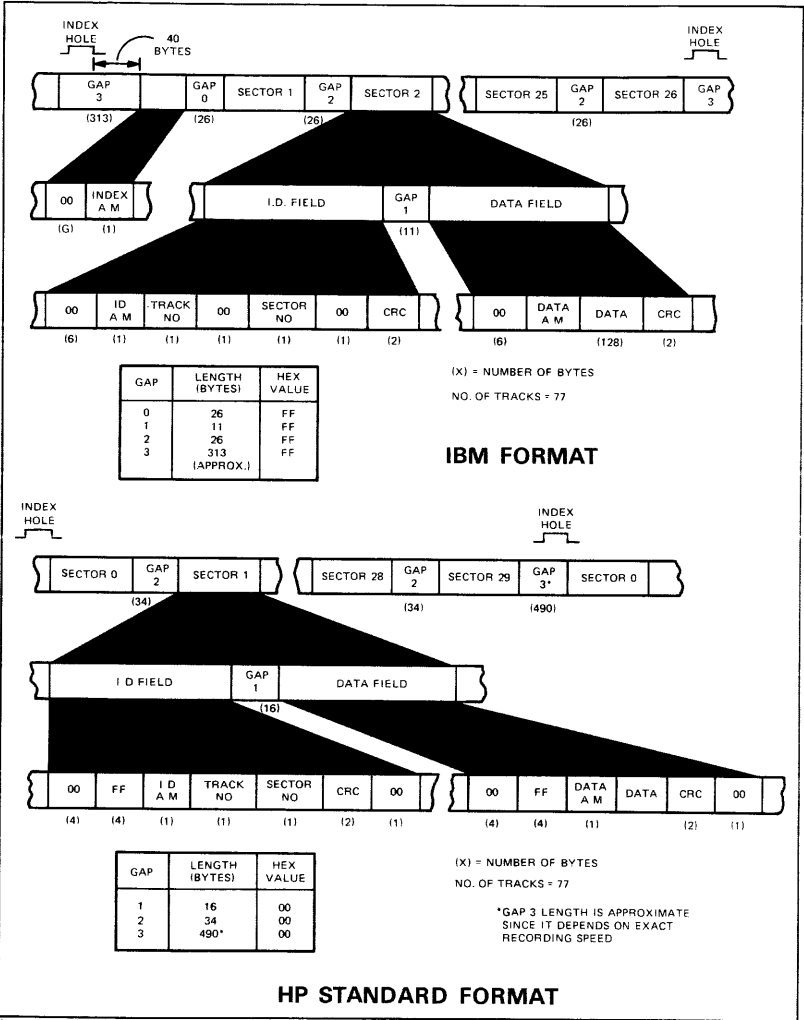 INDEX
HOLE
40
BYTES
INDEX
HOLE
GAP
3
GAP
0
SECTOR 1
GAP
2
SECTOR 2
SECTOR 25
GAP
2
SECTOR 26
GAP
3
(313)
(26)
(26)
(26)
00
INDEX
A M
I.D. FIELD
GAP
1
DATA FIELD
(G)
(1)
(11)
00
ID
A M
TRACK
NO
00
SECTOR
NO
00
CRC
00
DATA
A M
DATA
CRC
(6)
(1)
(1)
(1)
(1)
(1)
(2)
(6)
(128)
(2)
GAP
LENGTH
(BYTES)
HEX
VALUE
0 26 FF
1 11 FF
2 26 FF
3 313 FF
(APPROX.)
(X) = NUMBER OF BYTES
NO. OF TRACKS = 77
IBM FORMAT
INDEX
HOLE
INDEX
HOLE
SECTOR 0
GAP
2
SECTOR 1
SECTOR 28
GAP
2
SECTOR 29
GAP
3*
SECTOR 0
(34)
(34)
(490)
I D FIELD
GAP
1
DATA FIELD
(16)
00
FF
I D
A M
TRACK
NO
SECTOR
NO
CRC
00
00
FF
DATA
A M
DATA
CRC
00
(4)
(4)
(1)
(1)
(1)
(2)
(1)
(4)
(4)
(1)
(2)
(1)
GAP
LENGTH
(BYTES)
HEX
VALUE
1 16 00
2 34 00
3 490* 00
(X) = NUMBER OF BYTES
NO. OF TRACKS = 77
*GAP 3 LENGTH IS APPROXIMATE
SINCE IT DEPENDS ON EXACT
RECORDING SPEED
HP STANDARD FORMAT